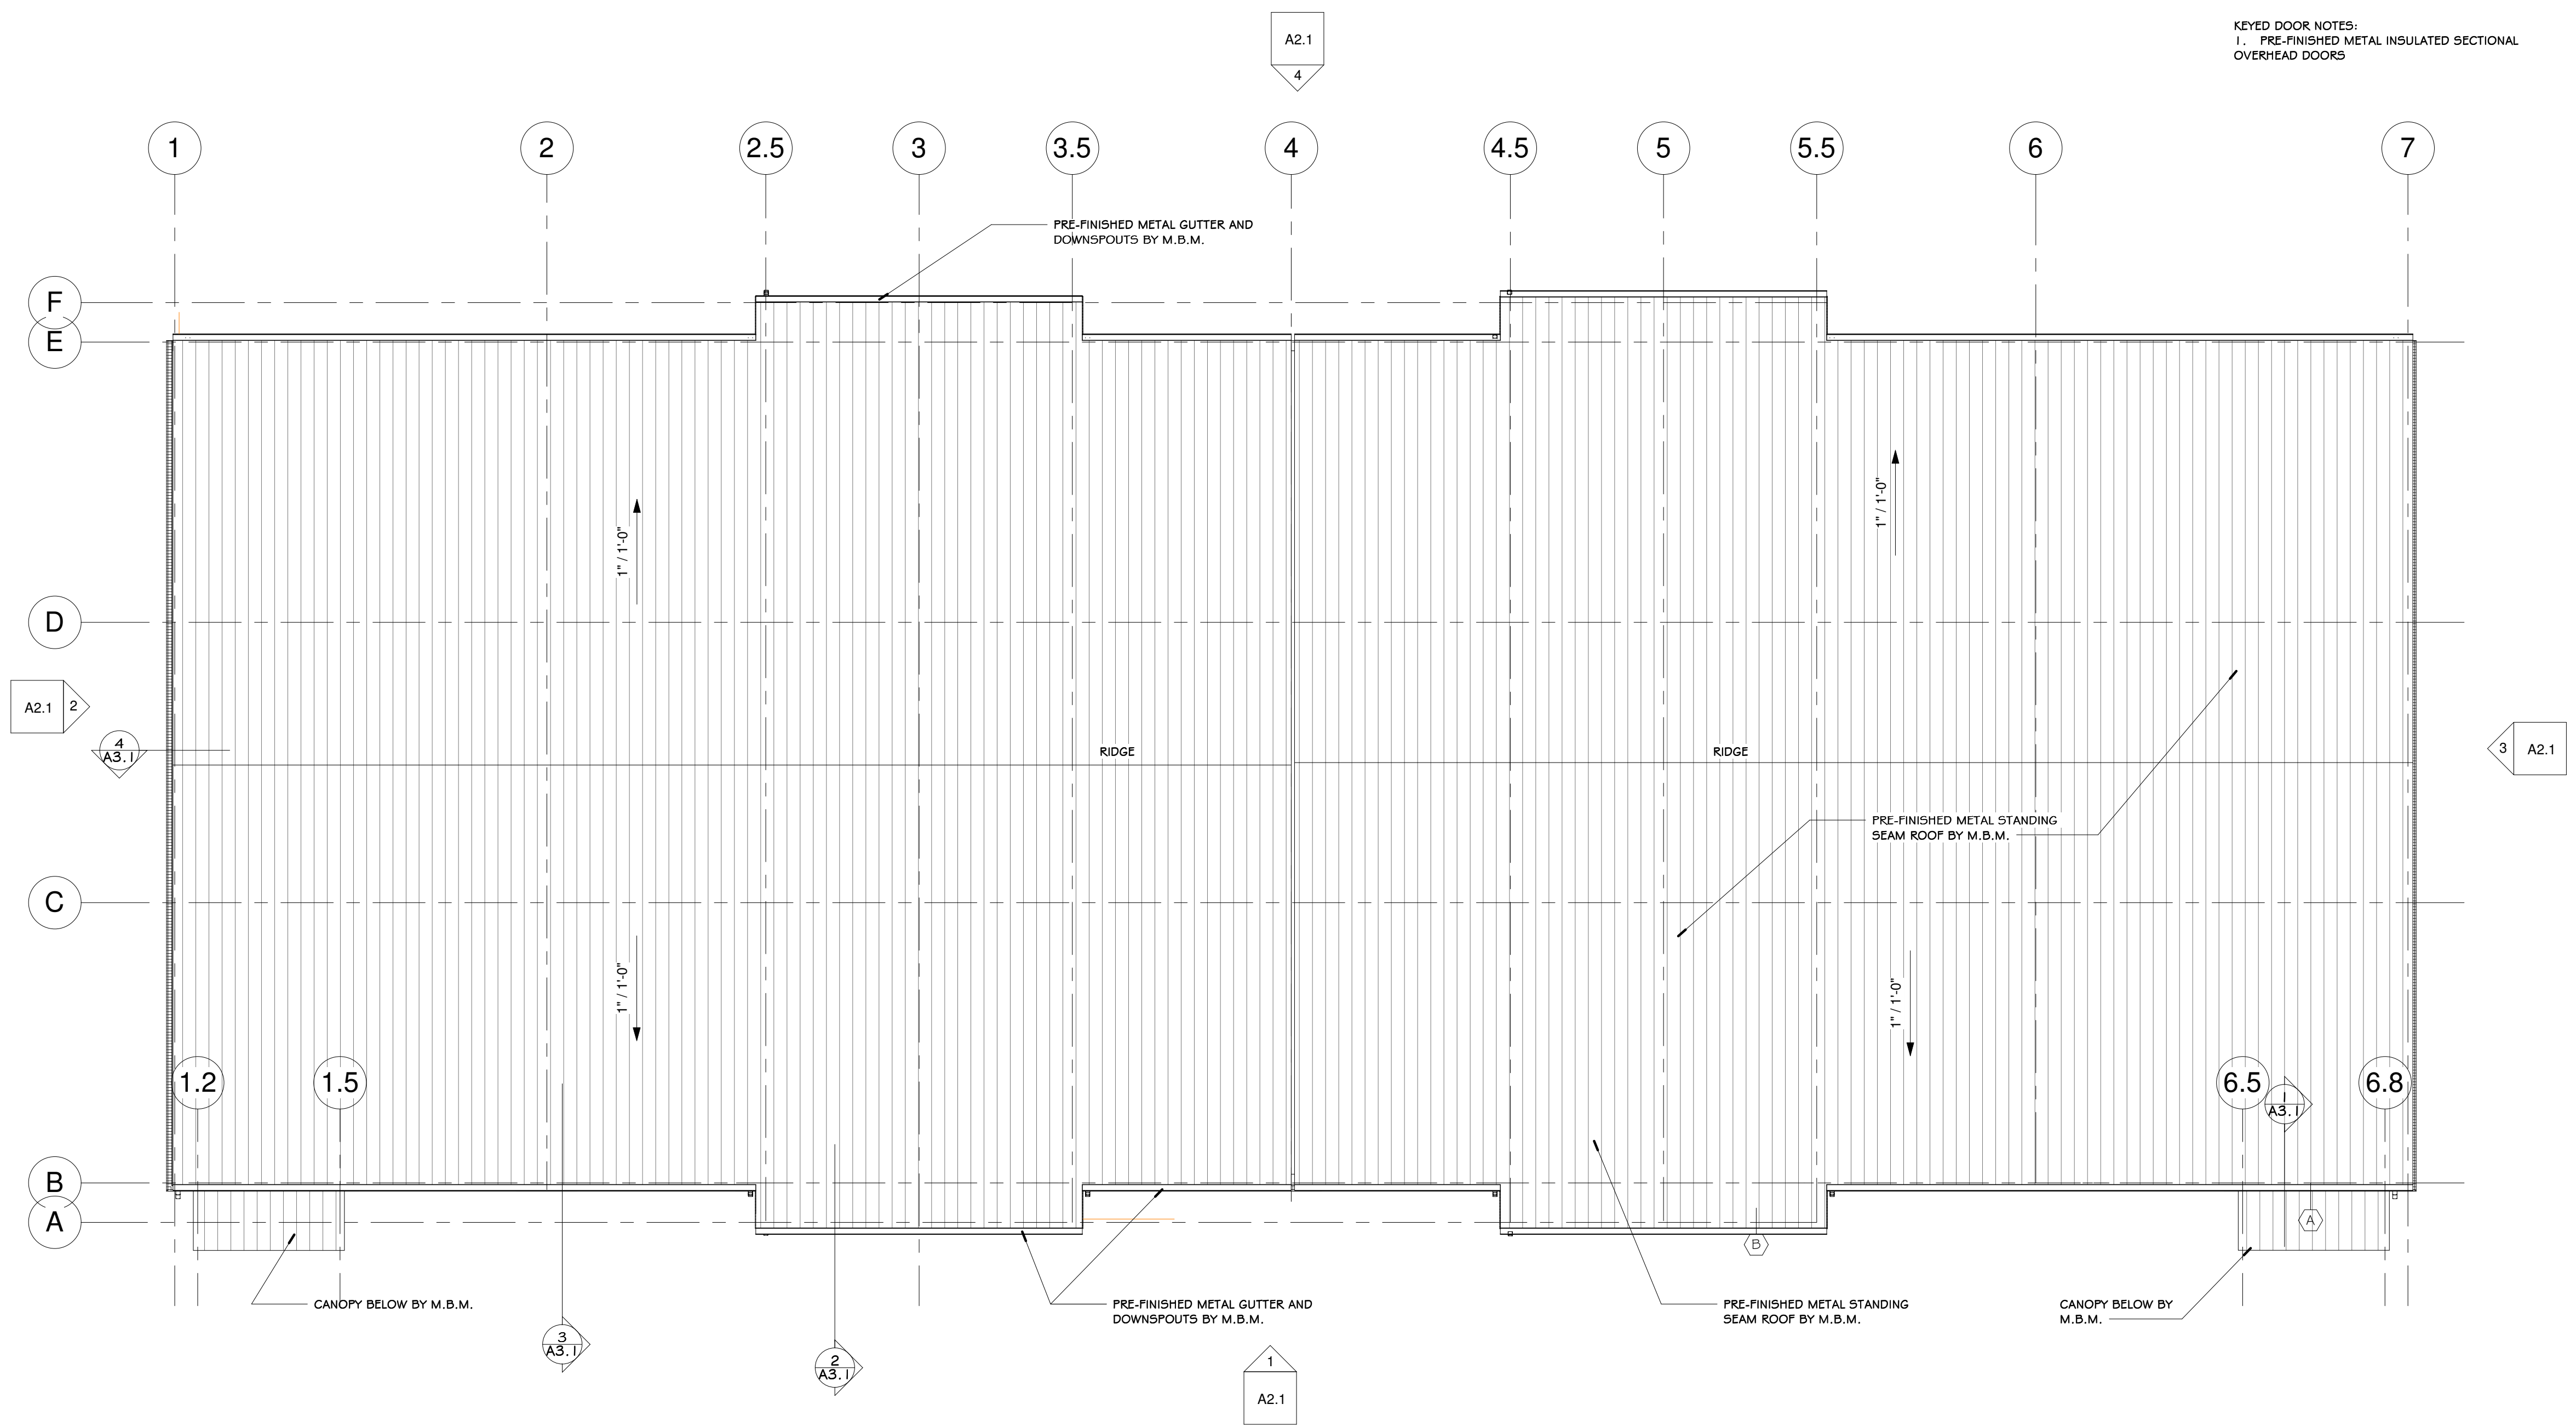 A2.1
4
KEYED DOOR NOTES:
1. PRE-FINISHED METAL INSULATED SECTIONAL
OVERHEAD DOORS
1
2
2.5
3
3.5
4
4.5
5
5.5
6
7
PRE-FINISHED METAL GUTTER AND
DOWNSPOUTS BY M.B.M.
F
E
1" / 1'-0"
1" / 1'-0"
D
A2.1
2
4
A3.1
RIDGE
RIDGE
3
A2.1
PRE-FINISHED METAL STANDING
SEAM ROOF BY M.B.M.
C
1" / 1'-0"
1" / 1'-0"
1.2
1.5
6.5
1
A3.1
6.8
B
A
A
B
CANOPY BELOW BY M.B.M.
PRE-FINISHED METAL GUTTER AND
DOWNSPOUTS BY M.B.M.
PRE-FINISHED METAL STANDING
SEAM ROOF BY M.B.M.
CANOPY BELOW BY
M.B.M.
3
A3.1
2
A3.1
1
A2.1